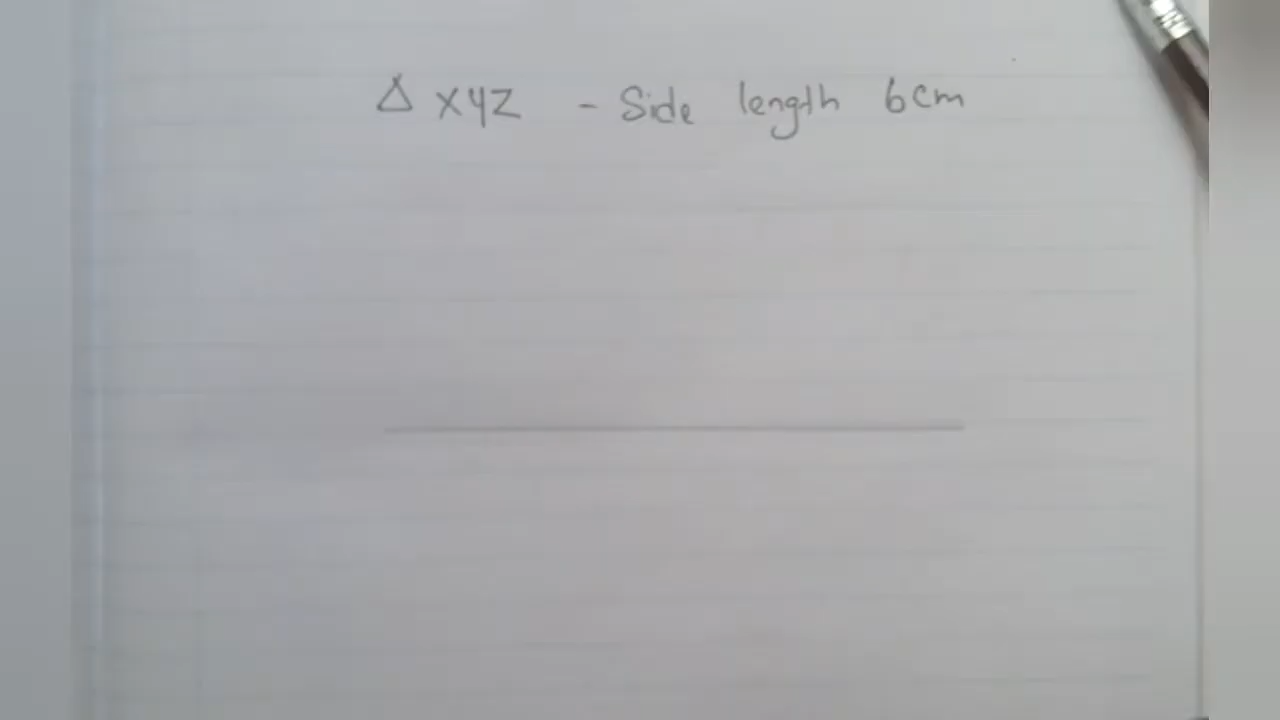 Δ XYZ - Side length 6cm